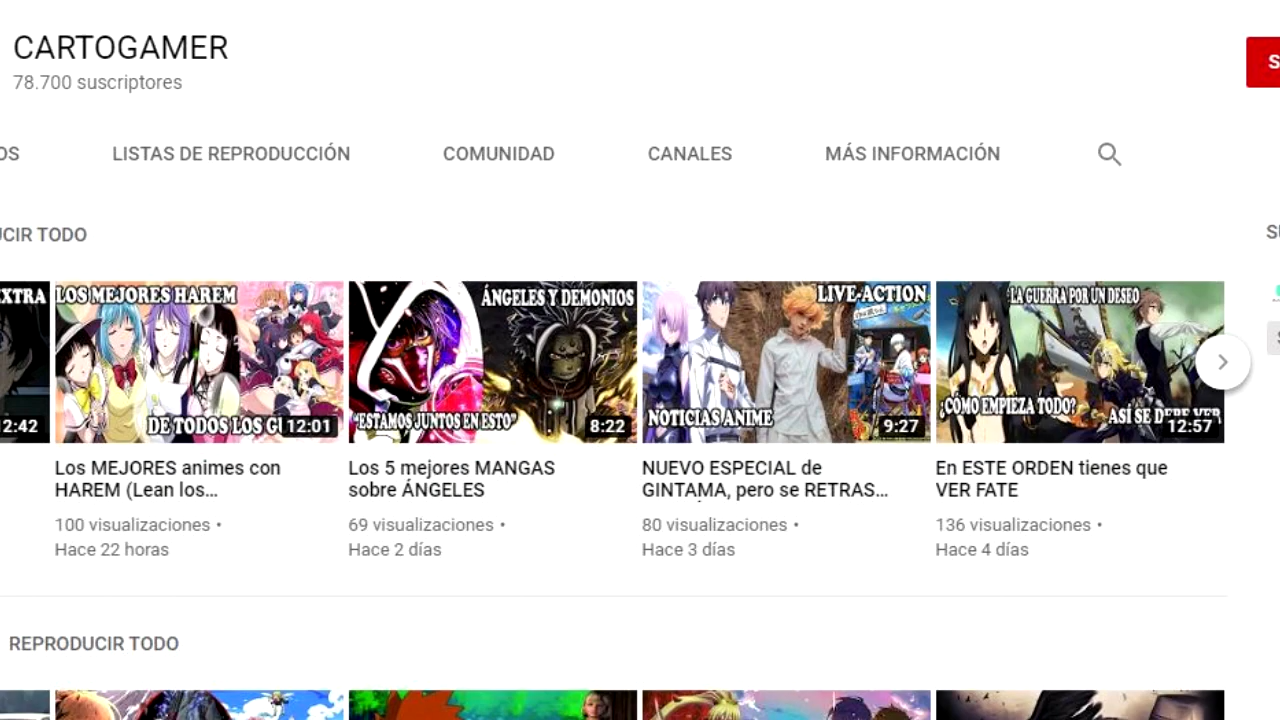 CARTOGAMER
78.700 suscriptores
S
OS
LISTAS DE REPRODUCCIÓN
COMUNIDAD
CANALES
MÁS INFORMACIÓN
UCIR TODO
SU
EXTRA
LOS MEJORES HAREM
ÁNGELES Y DEMONIOS
LIVE-ACTION
LA GUERRA POR UN DESEO
¿CÓMO EMPIEZA TODO?
DE TODOS LOS GU
"ESTAMOS JUNTOS EN ESTO"
NOTICIAS ANIME
ASÍ SE DEBE VER
2:42
12:01
8:22
9:27
12:57
Los MEJORES animes con
HAREM (Lean los...
Los 5 mejores MANGAS
sobre ÁNGELES
NUEVO ESPECIAL de
GINTAMA, pero se RETRAS...
En ESTE ORDEN tienes que
VER FATE
100 visualizaciones •
Hace 22 horas
69 visualizaciones •
Hace 2 días
80 visualizaciones •
Hace 3 días
136 visualizaciones •
Hace 4 días
REPRODUCIR TODO